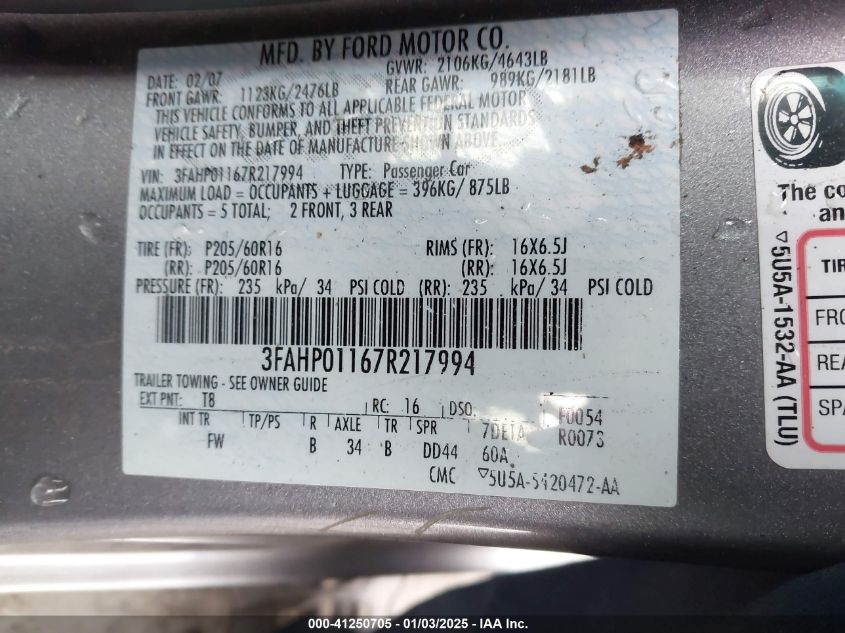 MFD. BY FORD MOTOR CO.
DATE: 02/07 GVWR: 2106KG/4643LB
FRONT GAWR: 1123KG/2476LB REAR GAWR: 989KG/2181LB
THIS VEHICLE CONFORMS TO ALL APPLICABLE FEDERAL MOTOR
VEHICLE SAFETY, BUMPER, AND THEFT PREVENTION STANDARDS
IN EFFECT ON THE DATE OF MANUFACTURE SHOWN ABOVE.
VIN: 3FAHP01167R217994 TYPE: Passenger Car
MAXIMUM LOAD = OCCUPANTS + LUGGAGE = 396KG/ 875LB
OCCUPANTS = 5 TOTAL; 2 FRONT, 3 REAR
TIRE (FR): P205/60R16 RIMS (FR): 16X6.5J
(RR): P205/60R16 (RR): 16X6.5J
PRESSURE (FR): 235 kPa/ 34 PSI COLD (RR): 235 kPa/ 34 PSI COLD
3FAHP01167R217994
TRAILER TOWING - SEE OWNER GUIDE
EXT PNT: T8 RC: 16 DSO: F0054
INT TR TP/PS R AXLE TR SPR 7DE1A R0073
FW B 34 B DD44 60A
CMC ▽5U5A-5420472-AA
The co
an
▽5U5A-1532-AA (TLU)
TIR
FRO
REA
SPA
000-41250705 - 01/03/2025 - IAA Inc.